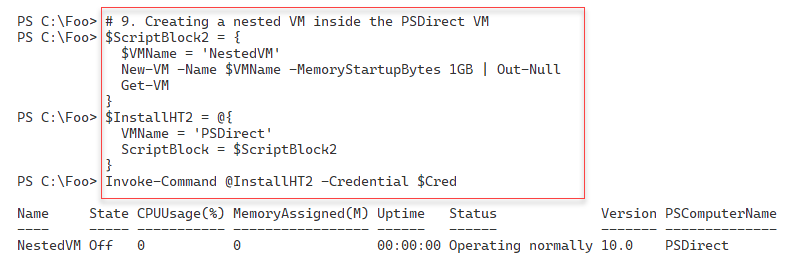 PS C:\Foo> # 9. Creating a nested VM inside the PSDirect VM
PS C:\Foo> $ScriptBlock2 = {
$VMName = 'NestedVM'
New-VM -Name $VMName -MemoryStartupBytes 1GB | Out-Null
Get-VM
}
PS C:\Foo> $InstallHT2 = @{
VMName = 'PSDirect'
ScriptBlock = $ScriptBlock2
}
PS C:\Foo> Invoke-Command @InstallHT2 -Credential $Cred
Name State CPUUsage(%) MemoryAssigned(M) Uptime Status Version PSComputerName
---- ----- ----------- ----------------- ------ ------ ------- --------------
NestedVM Off 0 0 00:00:00 Operating normally 10.0 PSDirect